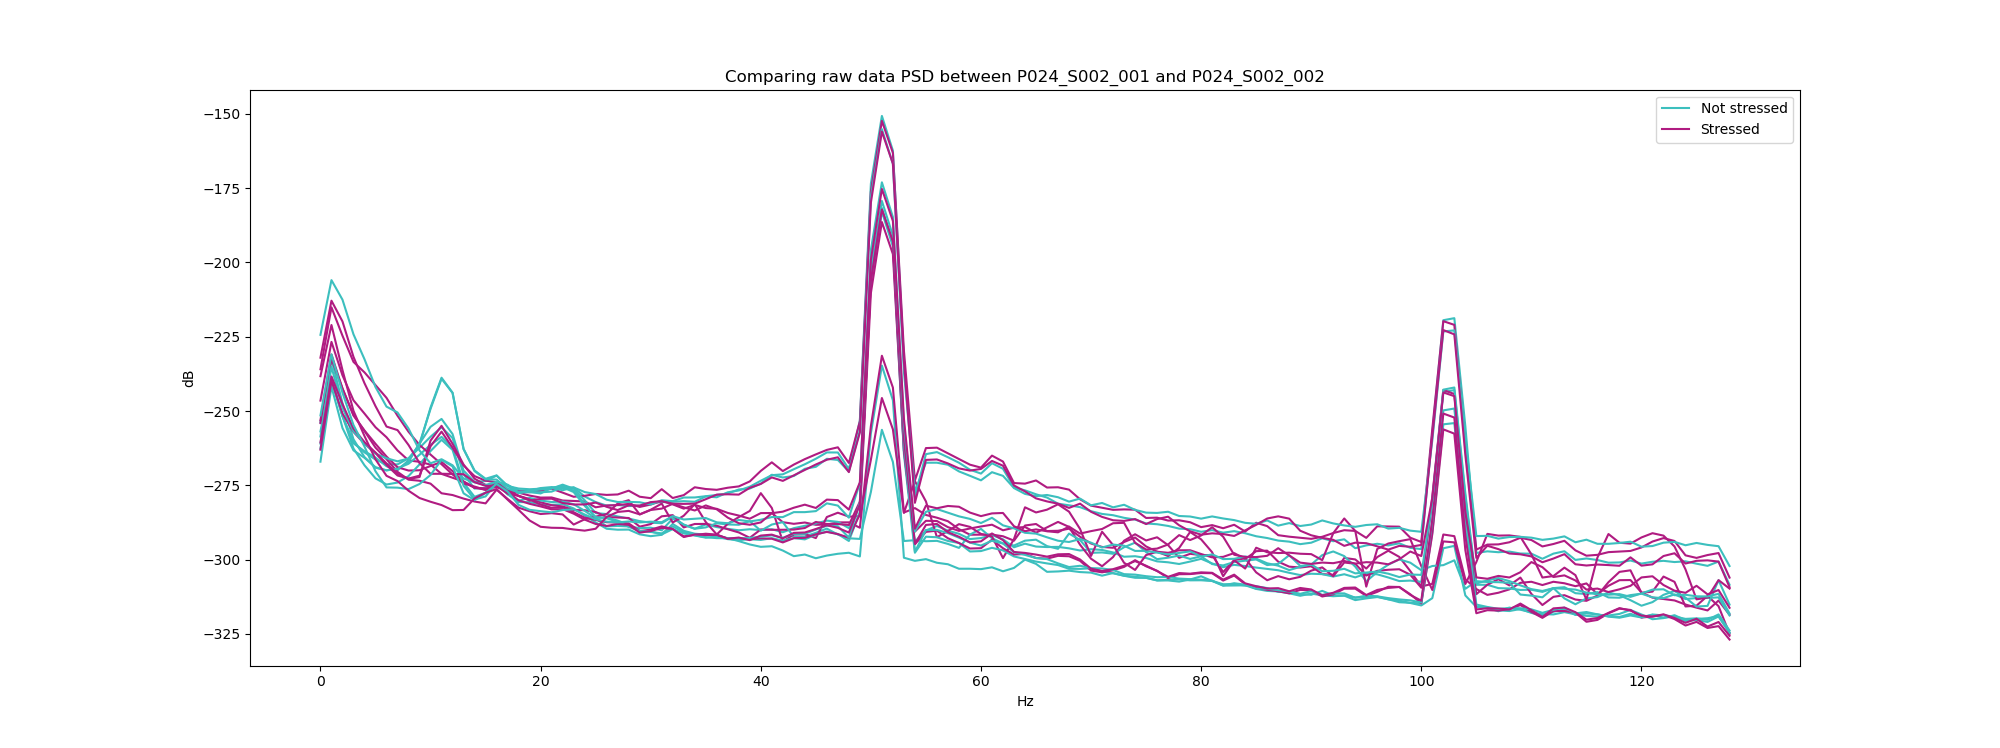 Comparing raw data PSD between P024_S002_001 and P024_S002_002
Not stressed
Stressed
dB
−150
−175
−200
−225
−250
−275
−300
−325
0 20 40 60 80 100 120
Hz